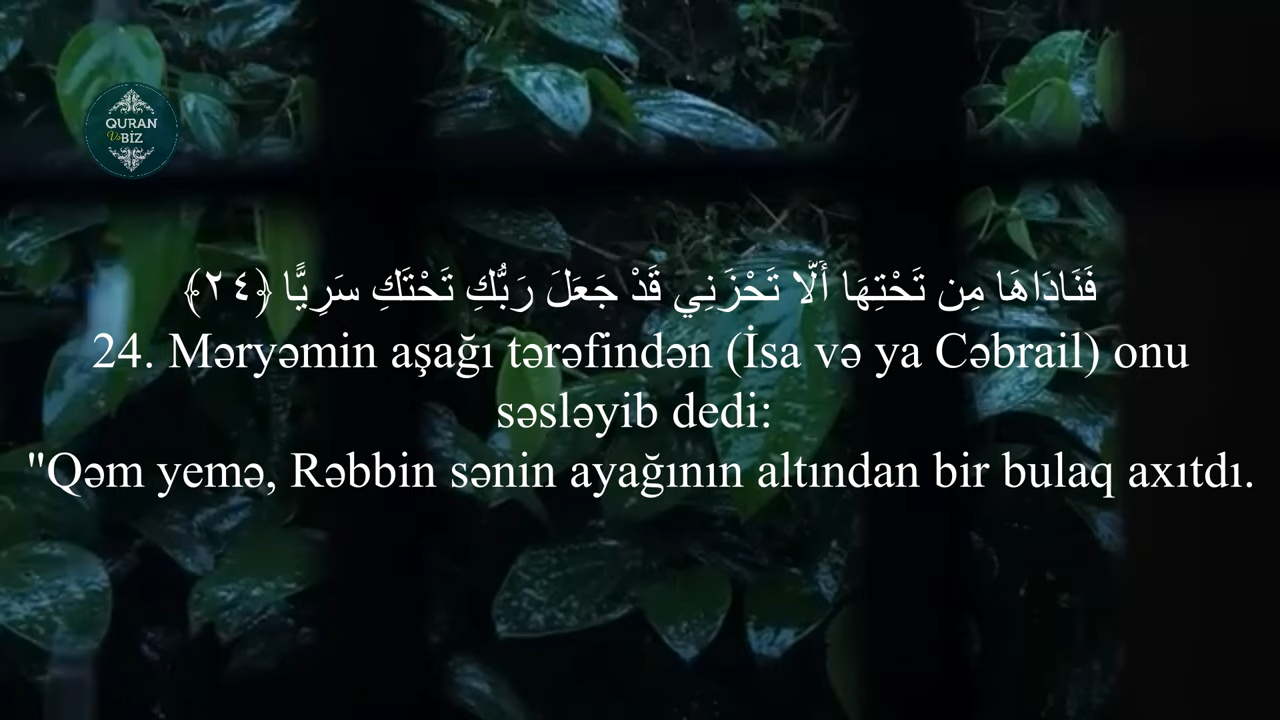 QURAN
Və BİZ
فَنَادَاهَا مِن تَحْتِهَا أَلَّا تَحْزَنِي قَدْ جَعَلَ رَبُّكِ تَحْتَكِ سَرِيًّا ﴿٢٤﴾
24. Məryəmin aşağı tərəfindən (İsa və ya Cəbrail) onu
səsləyib dedi:
"Qəm yemə, Rəbbin sənin ayağının altından bir bulaq axıtdı.